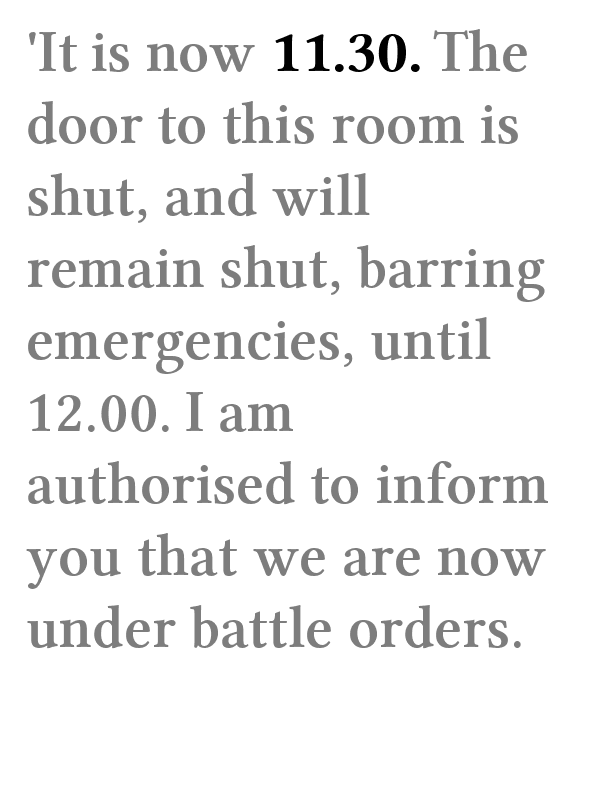 'It is now 11.30. The
door to this room is
shut, and will
remain shut, barring
emergencies, until
12.00. I am
authorised to inform
you that we are now
under battle orders.